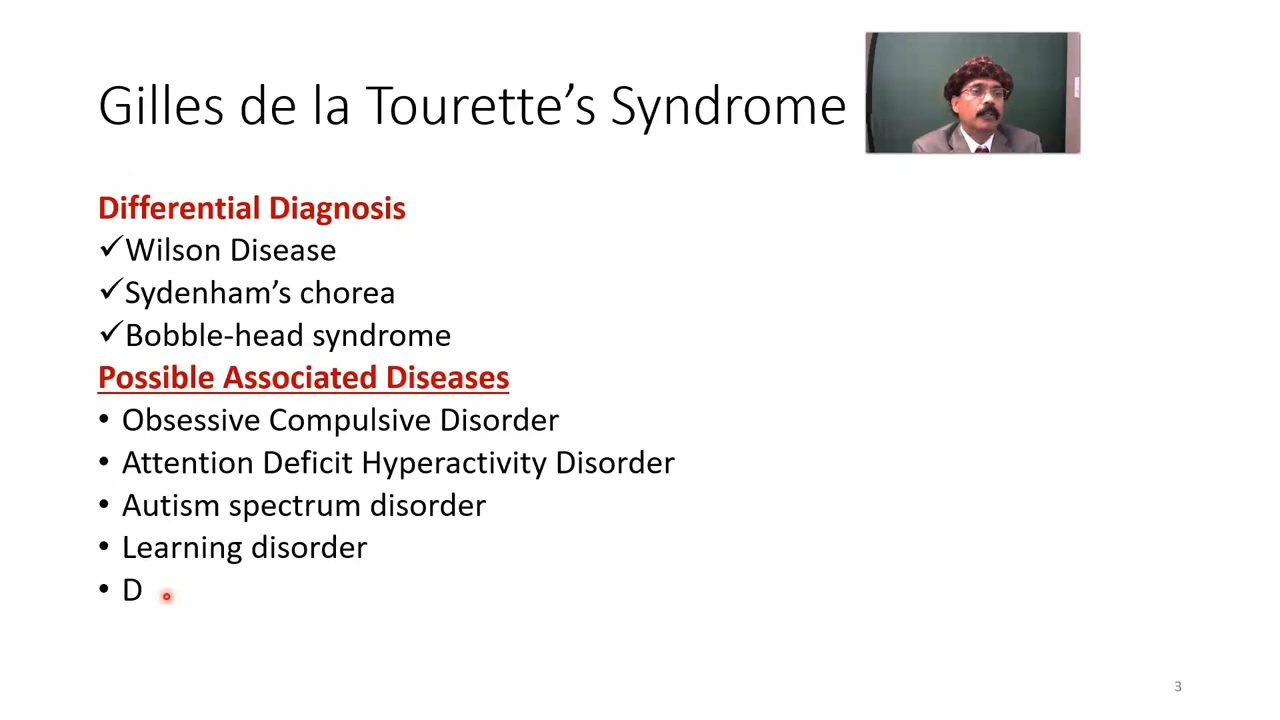 Gilles de la Tourette’s Syndrome
Differential Diagnosis
✓Wilson Disease
✓Sydenham’s chorea
✓Bobble-head syndrome
Possible Associated Diseases
• Obsessive Compulsive Disorder
• Attention Deficit Hyperactivity Disorder
• Autism spectrum disorder
• Learning disorder
• D
3